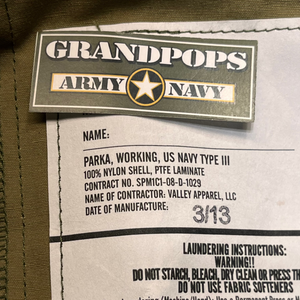 GRANDPOPS
ARMY NAVY
NAME:
PARKA, WORKING, US NAVY TYPE III
100% NYLON SHELL, PTFE LAMINATE
CONTRACT NO. SPM1C1-08-D-1029
NAME OF CONTRACTOR: VALLEY APPAREL, LLC
DATE OF MANUFACTURE: 3/13
LAUNDERING INSTRUCTIONS:
WARNING!!
DO NOT STARCH, BLEACH, DRY CLEAN OR PRESS TH
DO NOT USE FABRIC SOFTENERS